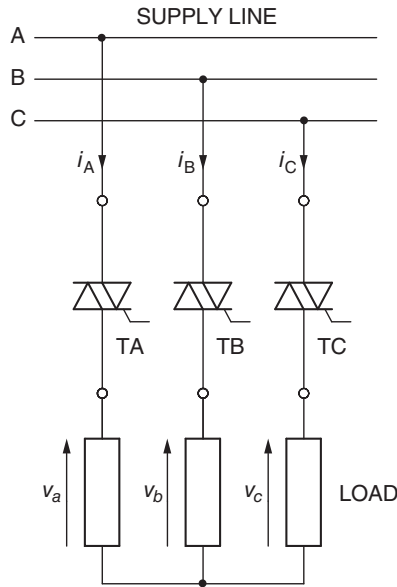 SUPPLY LINE
A
B
C
i_A i_B i_C
TA TB TC
v_a v_b v_c LOAD